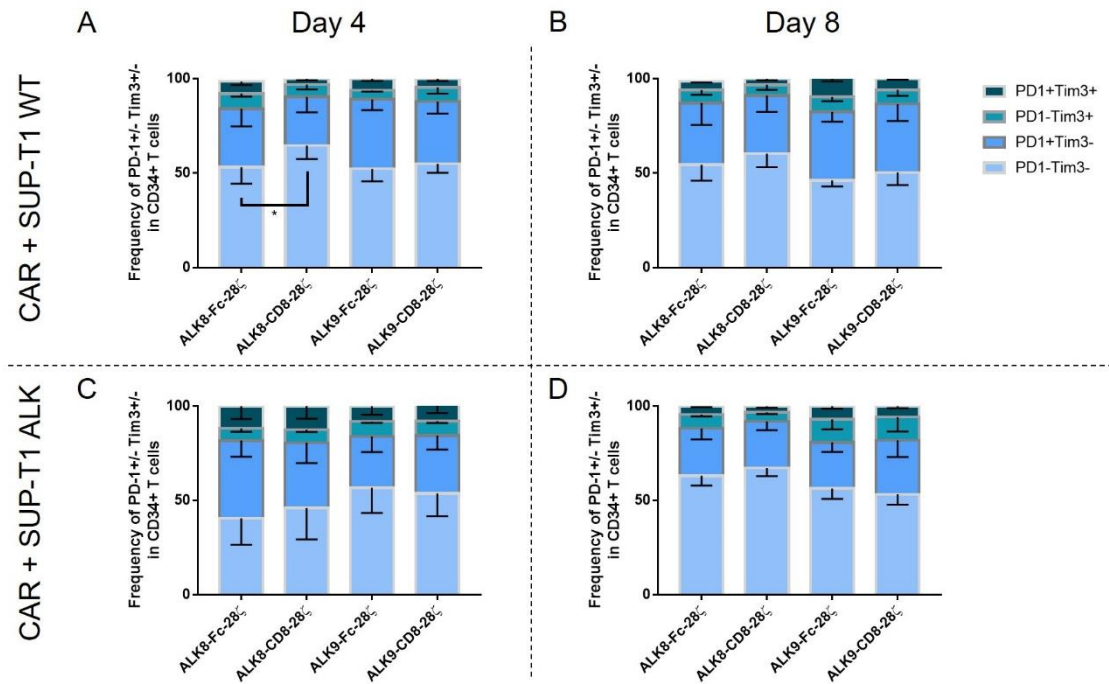 A
Day 4
B
Day 8
CAR + SUP-T1 WT
Frequency of PD-1+/- Tim3+/-
in CD34+ T cells
100
50
0
*
ALK8-Fc-28ζ
ALK8-CD8-28ζ
ALK9-Fc-28ζ
ALK9-CD8-28ζ
Frequency of PD-1+/- Tim3+/-
in CD34+ T cells
100
50
0
ALK8-Fc-28ζ
ALK8-CD8-28ζ
ALK9-Fc-28ζ
ALK9-CD8-28ζ
PD1+Tim3+
PD1-Tim3+
PD1+Tim3-
PD1-Tim3-
CAR + SUP-T1 ALK
C
Frequency of PD-1+/- Tim3+/-
in CD34+ T cells
100
50
0
ALK8-Fc-28ζ
ALK8-CD8-28ζ
ALK9-Fc-28ζ
ALK9-CD8-28ζ
D
Frequency of PD-1+/- Tim3+/-
in CD34+ T cells
100
50
0
ALK8-Fc-28ζ
ALK8-CD8-28ζ
ALK9-Fc-28ζ
ALK9-CD8-28ζ